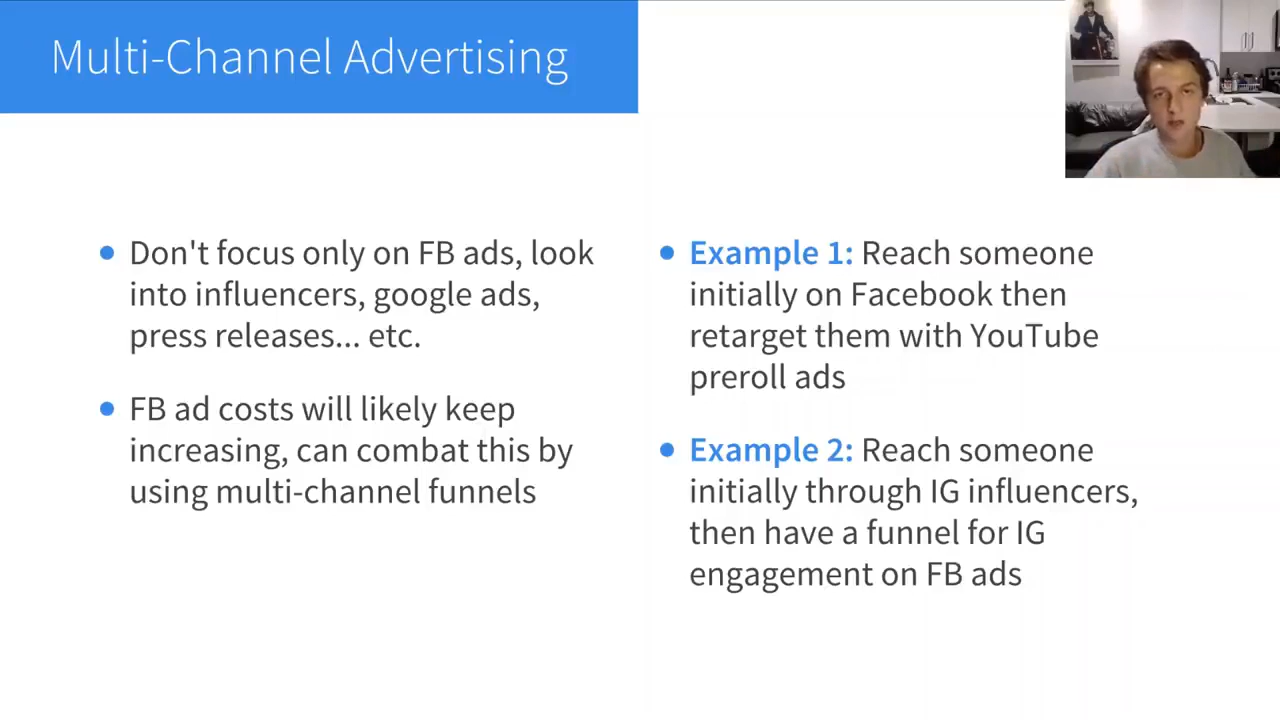 Multi-Channel Advertising
Don't focus only on FB ads, look
into influencers, google ads,
press releases... etc.
FB ad costs will likely keep
increasing, can combat this by
using multi-channel funnels
Example 1: Reach someone
initially on Facebook then
retarget them with YouTube
preroll ads
Example 2: Reach someone
initially through IG influencers,
then have a funnel for IG
engagement on FB ads